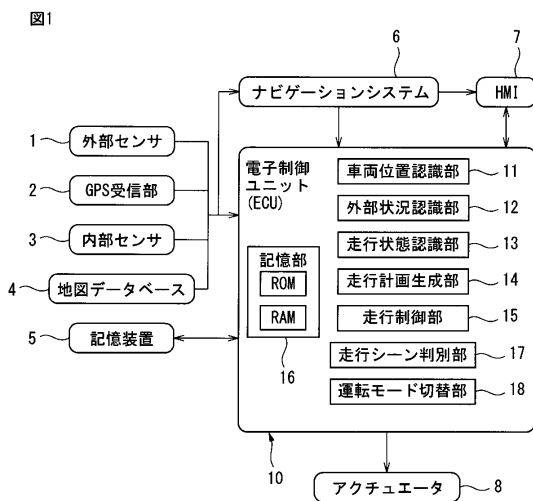 図1
6
7
ナビゲーションシステム
HMI
1
外部センサ
2
GPS受信部
3
内部センサ
4
地図データベース
5
記憶装置
電子制御
ユニット
(ECU)
記憶部
ROM
RAM
16
車両位置認識部
11
外部状況認識部
12
走行状態認識部
13
走行計画生成部
14
走行制御部
15
走行シーン判別部
17
運転モード切替部
18
10
アクチュエータ
8